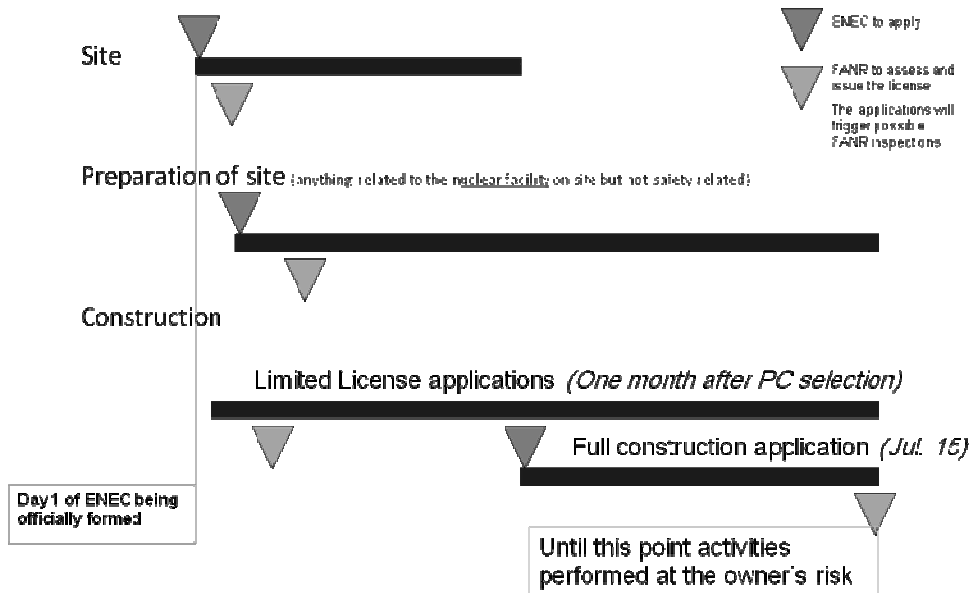 Site
ENEC to apply
FANR to assess and
issue the license
The applications will
trigger possible
FANR inspections
Preparation of site (anything related to the nuclear facility on site but not safety related)
Construction
Limited License applications (One month after PC selection)
Full construction application (Jul. 15)
Day 1 of ENEC being
officially formed
Until this point activities
performed at the owner's risk